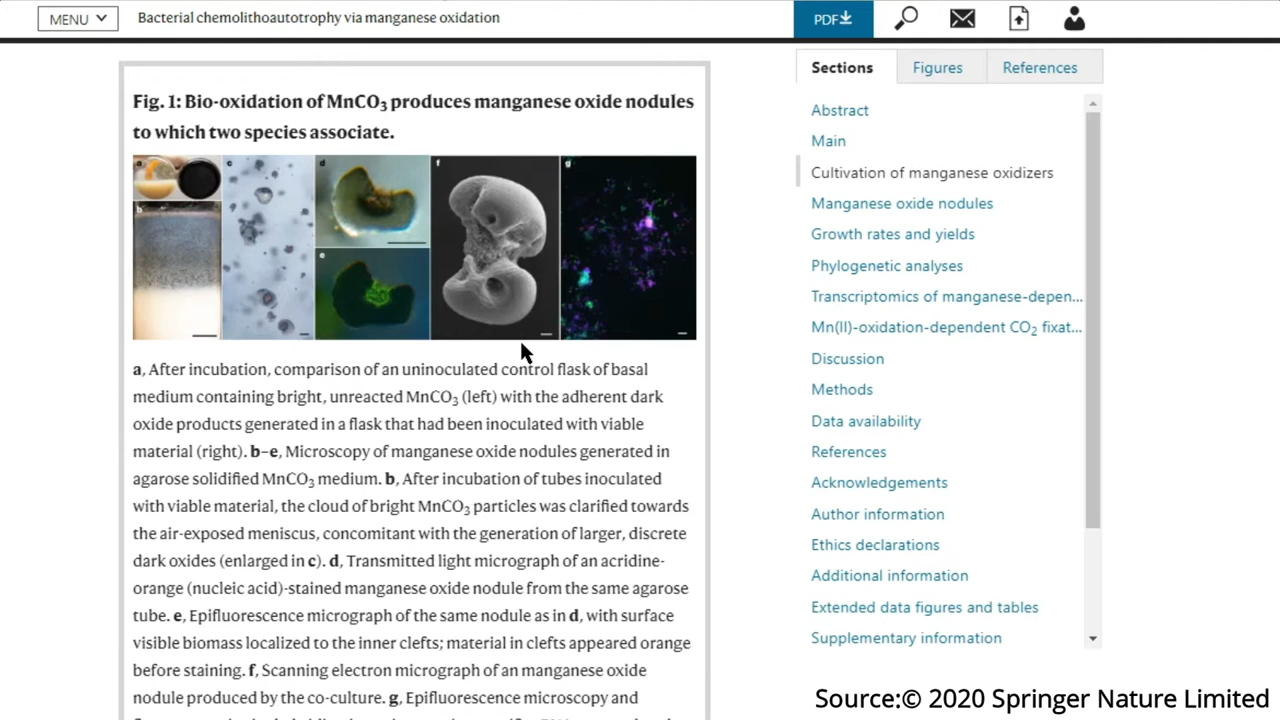 MENU Bacterial chemolithoautotrophy via manganese oxidation PDF
Fig. 1: Bio-oxidation of MnCO₃ produces manganese oxide nodules
to which two species associate.
a b c d e f g
a, After incubation, comparison of an uninoculated control flask of basal
medium containing bright, unreacted MnCO₃ (left) with the adherent dark
oxide products generated in a flask that had been inoculated with viable
material (right). b–e, Microscopy of manganese oxide nodules generated in
agarose solidified MnCO₃ medium. b, After incubation of tubes inoculated
with viable material, the cloud of bright MnCO₃ particles was clarified towards
the air-exposed meniscus, concomitant with the generation of larger, discrete
dark oxides (enlarged in c). d, Transmitted light micrograph of an acridine-
orange (nucleic acid)-stained manganese oxide nodule from the same agarose
tube. e, Epifluorescence micrograph of the same nodule as in d, with surface
visible biomass localized to the inner clefts; material in clefts appeared orange
before staining. f, Scanning electron micrograph of an manganese oxide
nodule produced by the co-culture. g, Epifluorescence microscopy and
Sections Figures References
Abstract
Main
Cultivation of manganese oxidizers
Manganese oxide nodules
Growth rates and yields
Phylogenetic analyses
Transcriptomics of manganese-depen...
Mn(II)-oxidation-dependent CO₂ fixat...
Discussion
Methods
Data availability
References
Acknowledgements
Author information
Ethics declarations
Additional information
Extended data figures and tables
Supplementary information
Source:© 2020 Springer Nature Limited